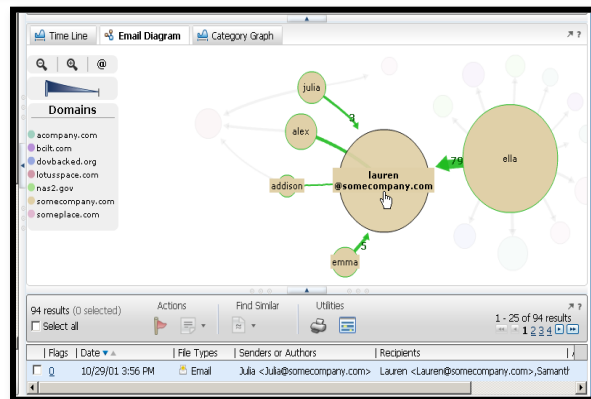 Time Line
Email Diagram
Category Graph
?
@
Domains
acompany.com
bcilt.com
dovbacked.org
lotusspace.com
nas2.gov
somecompany.com
someplace.com
julia
3
alex
addison
lauren
@somecompany.com
79
ella
5
emma
94 results (0 selected)
Select all
Actions
Find Similar
Utilities
?
1 - 25 of 94 results
1 2 3 4
Flags
Date
File Types
Senders or Authors
Recipients
0
10/29/01 3:56 PM
Email
Julia <Julia@somecompany.com>
Lauren <Lauren@somecompany.com>,Samanth